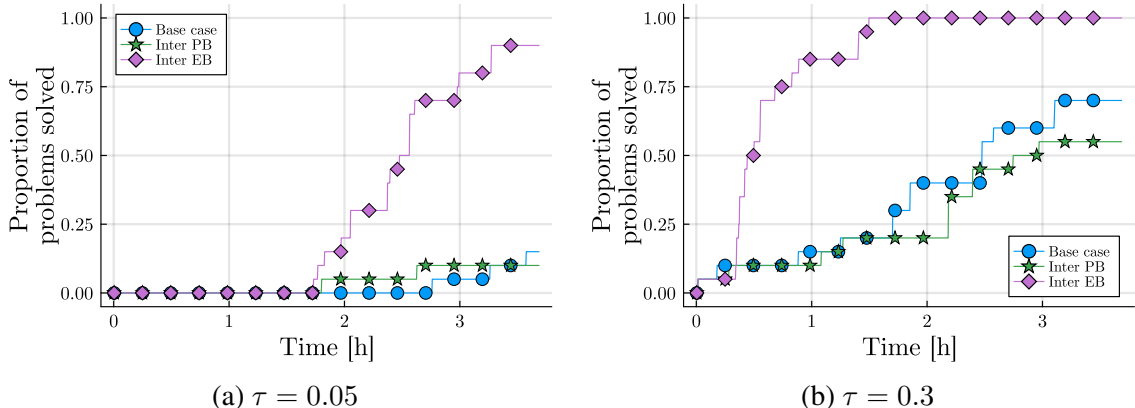 Proportion of
problems solved
1.00
0.75
0.50
0.25
0.00
Base case
Inter PB
Inter EB
0
1
2
3
Time [h]
(a) τ = 0.05
Proportion of
problems solved
1.00
0.75
0.50
0.25
0.00
Base case
Inter PB
Inter EB
0
1
2
3
Time [h]
(b) τ = 0.3